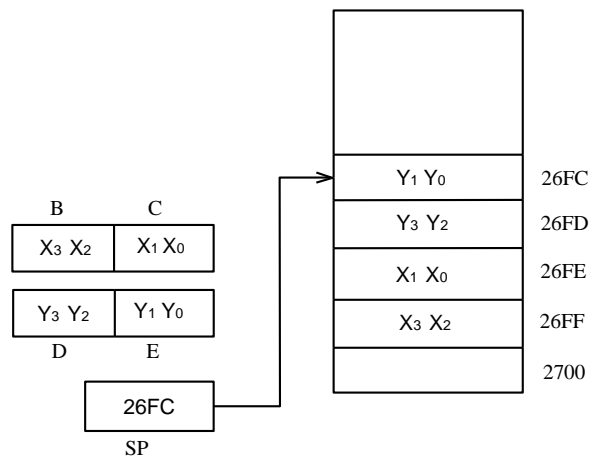 Y₁ Y₀ 26FC
B C Y₃ Y₂ 26FD
X₃ X₂ X₁ X₀ X₁ X₀ 26FE
Y₃ Y₂ Y₁ Y₀ X₃ X₂ 26FF
D E
2700
26FC
SP